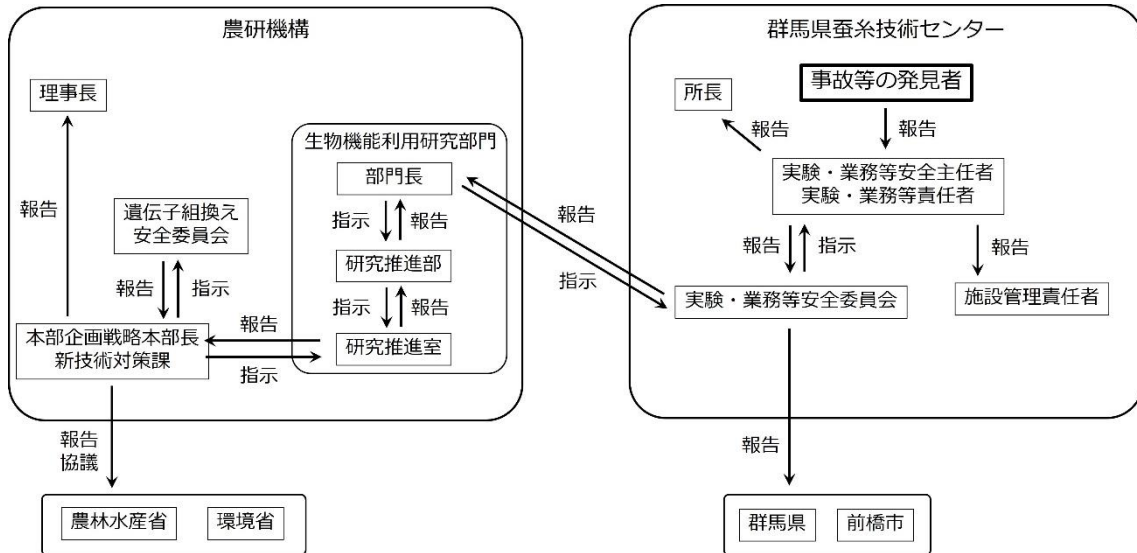 農研機構
理事長
報告
遺伝子組換え
安全委員会
報告
指示
本部企画戦略本部長
新技術対策課
報告
指示
生物機能利用研究部門
部門長
指示
報告
研究推進部
指示
報告
研究推進室
報告
協議
農林水産省
環境省
報告
指示
群馬県蚕糸技術センター
事故等の発見者
所長
報告
報告
実験・業務等安全主任者
実験・業務等責任者
報告
指示
報告
実験・業務等安全委員会
施設管理責任者
報告
群馬県
前橋市